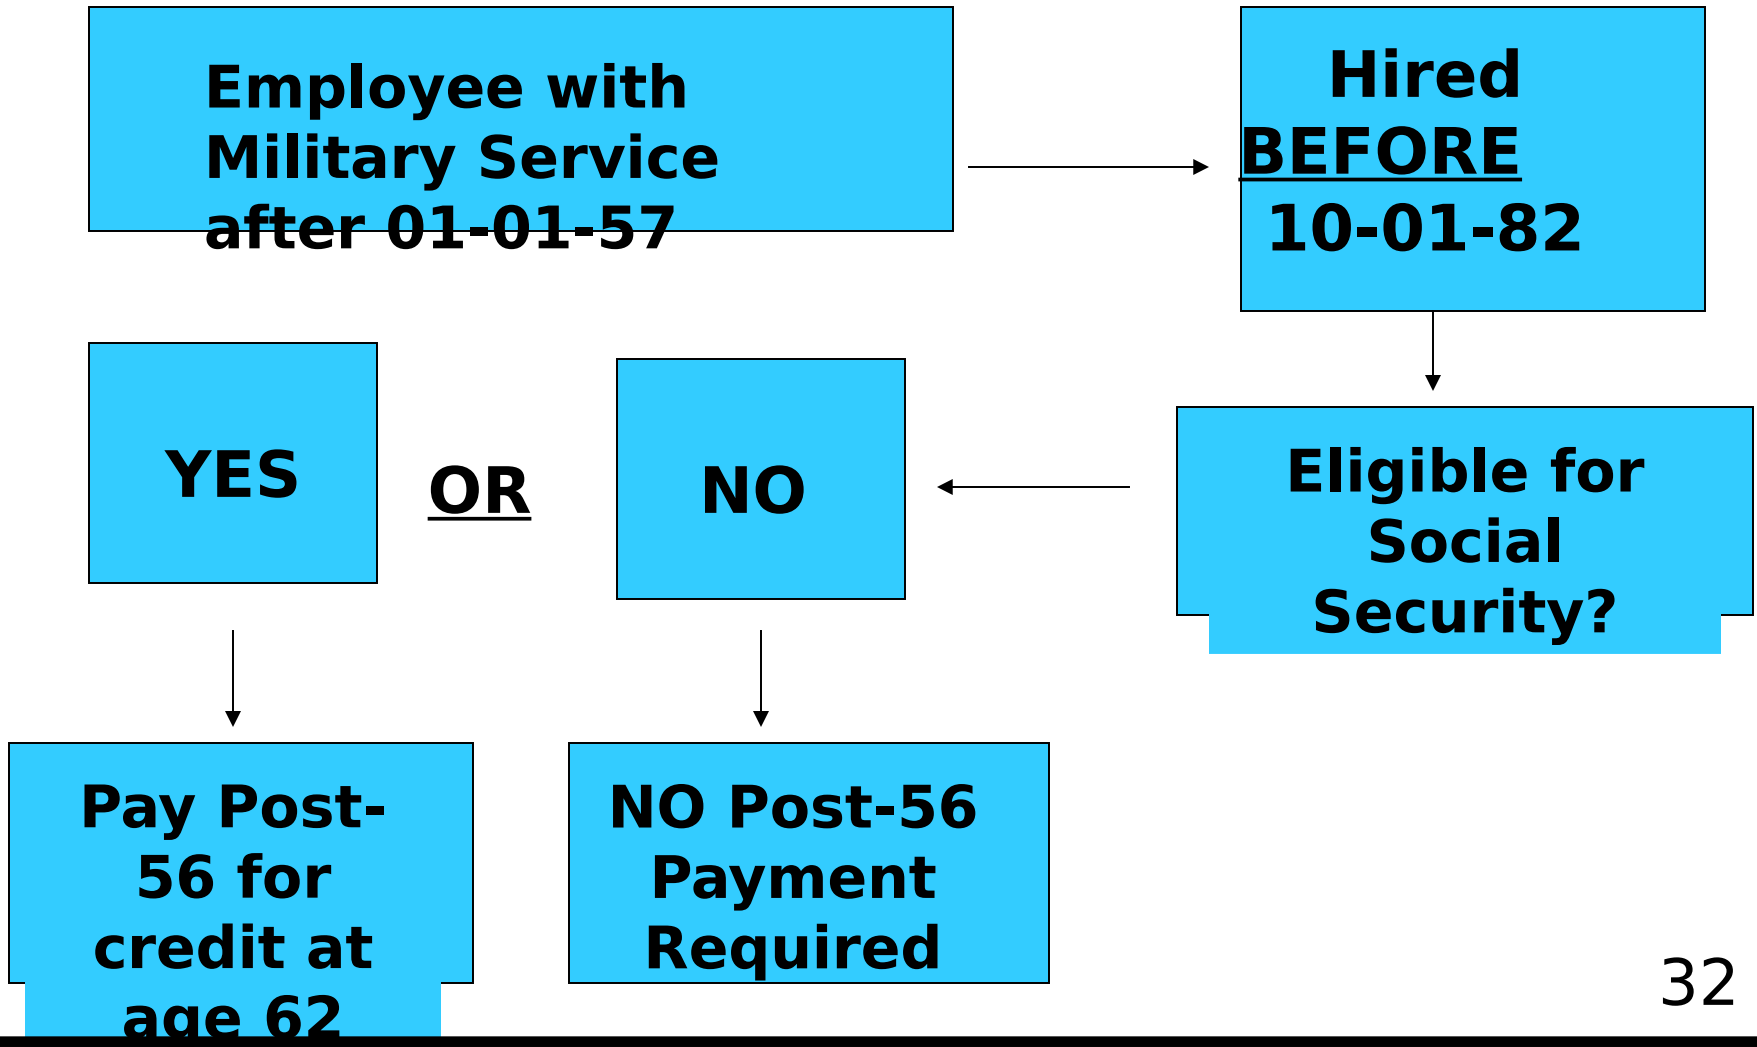 Employee with
Military Service
after 01-01-57
Hired
BEFORE
10-01-82
YES
OR
NO
Eligible for
Social
Security?
Pay Post-
56 for
credit at
age 62
NO Post-56
Payment
Required
32